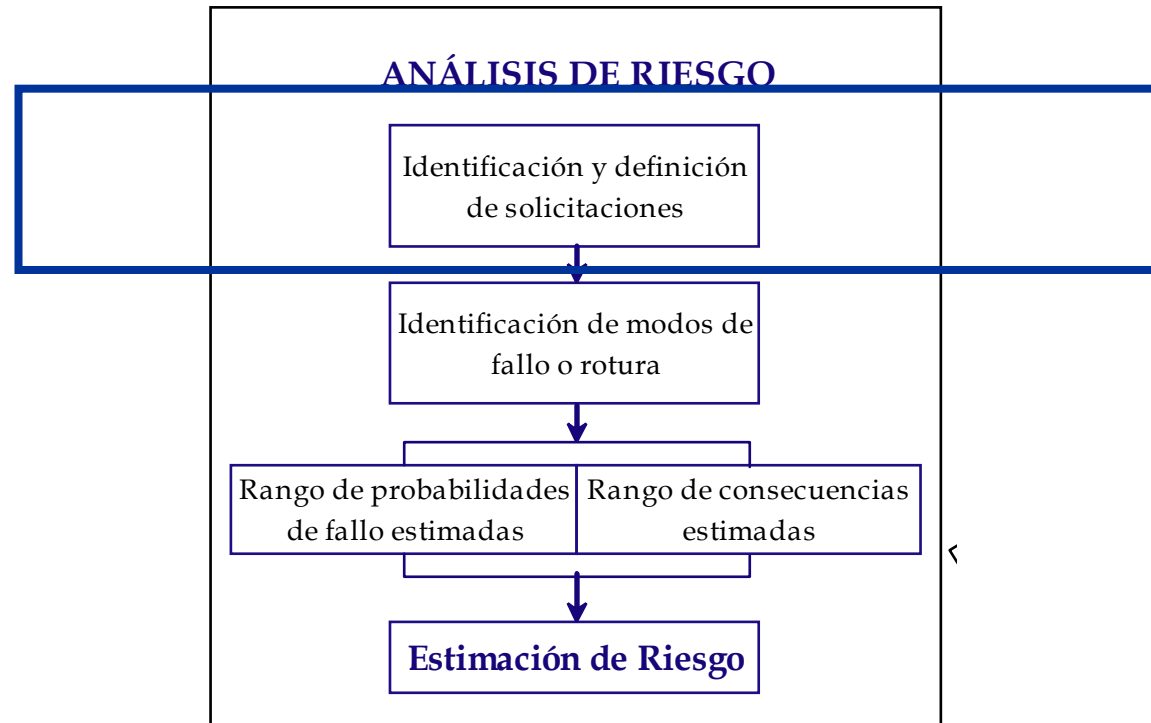 ANÁLISIS DE RIESGO
Identificación y definición
de solicitaciones
Identificación de modos de
fallo o rotura
Rango de probabilidades
de fallo estimadas
Rango de consecuencias
estimadas
Estimación de Riesgo